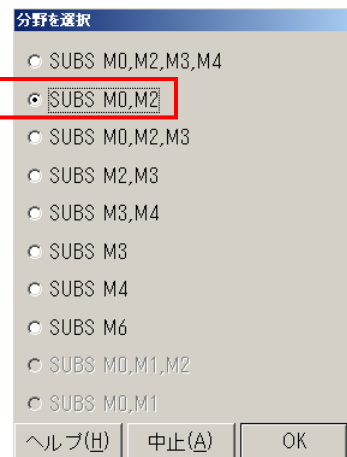 分野を選択
SUBS M0,M2,M3,M4
SUBS M0,M2
SUBS M0,M2,M3
SUBS M2,M3
SUBS M3,M4
SUBS M3
SUBS M4
SUBS M6
SUBS M0,M1,M2
SUBS M0,M1
ヘルプ(H) 中止(A) OK